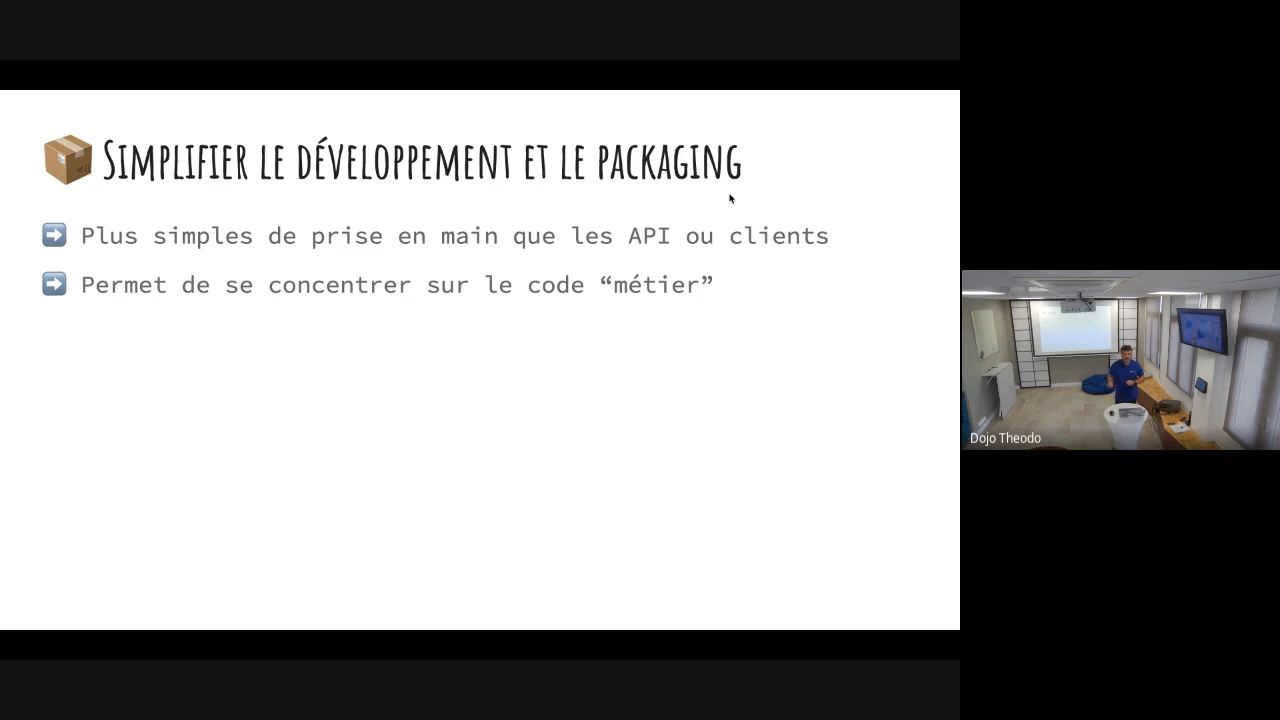 Simplifier le développement et le packaging
Plus simples de prise en main que les API ou clients
Permet de se concentrer sur le code “métier”
Dojo Theodo